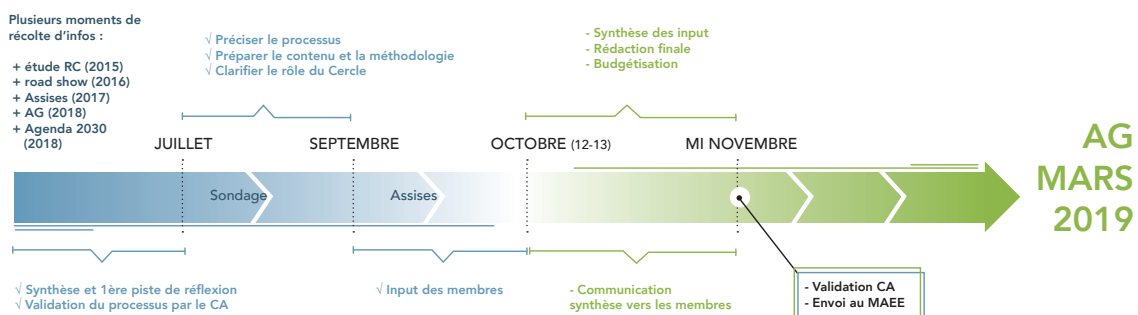 Plusieurs moments de
récolte d'infos :
+ étude RC (2015)
+ road show (2016)
+ Assises (2017)
+ AG (2018)
+ Agenda 2030
(2018)
√ Préciser le processus
√ Préparer le contenu et la méthodologie
√ Clarifier le rôle du Cercle
- Synthèse des input
- Rédaction finale
- Budgétisation
JUILLET
SEPTEMBRE
OCTOBRE (12-13)
MI NOVEMBRE
Sondage
Assises
AG
MARS
2019
√ Synthèse et 1ère piste de réflexion
√ Validation du processus par le CA
√ Input des membres
- Communication
synthèse vers les membres
- Validation CA
- Envoi au MAEE